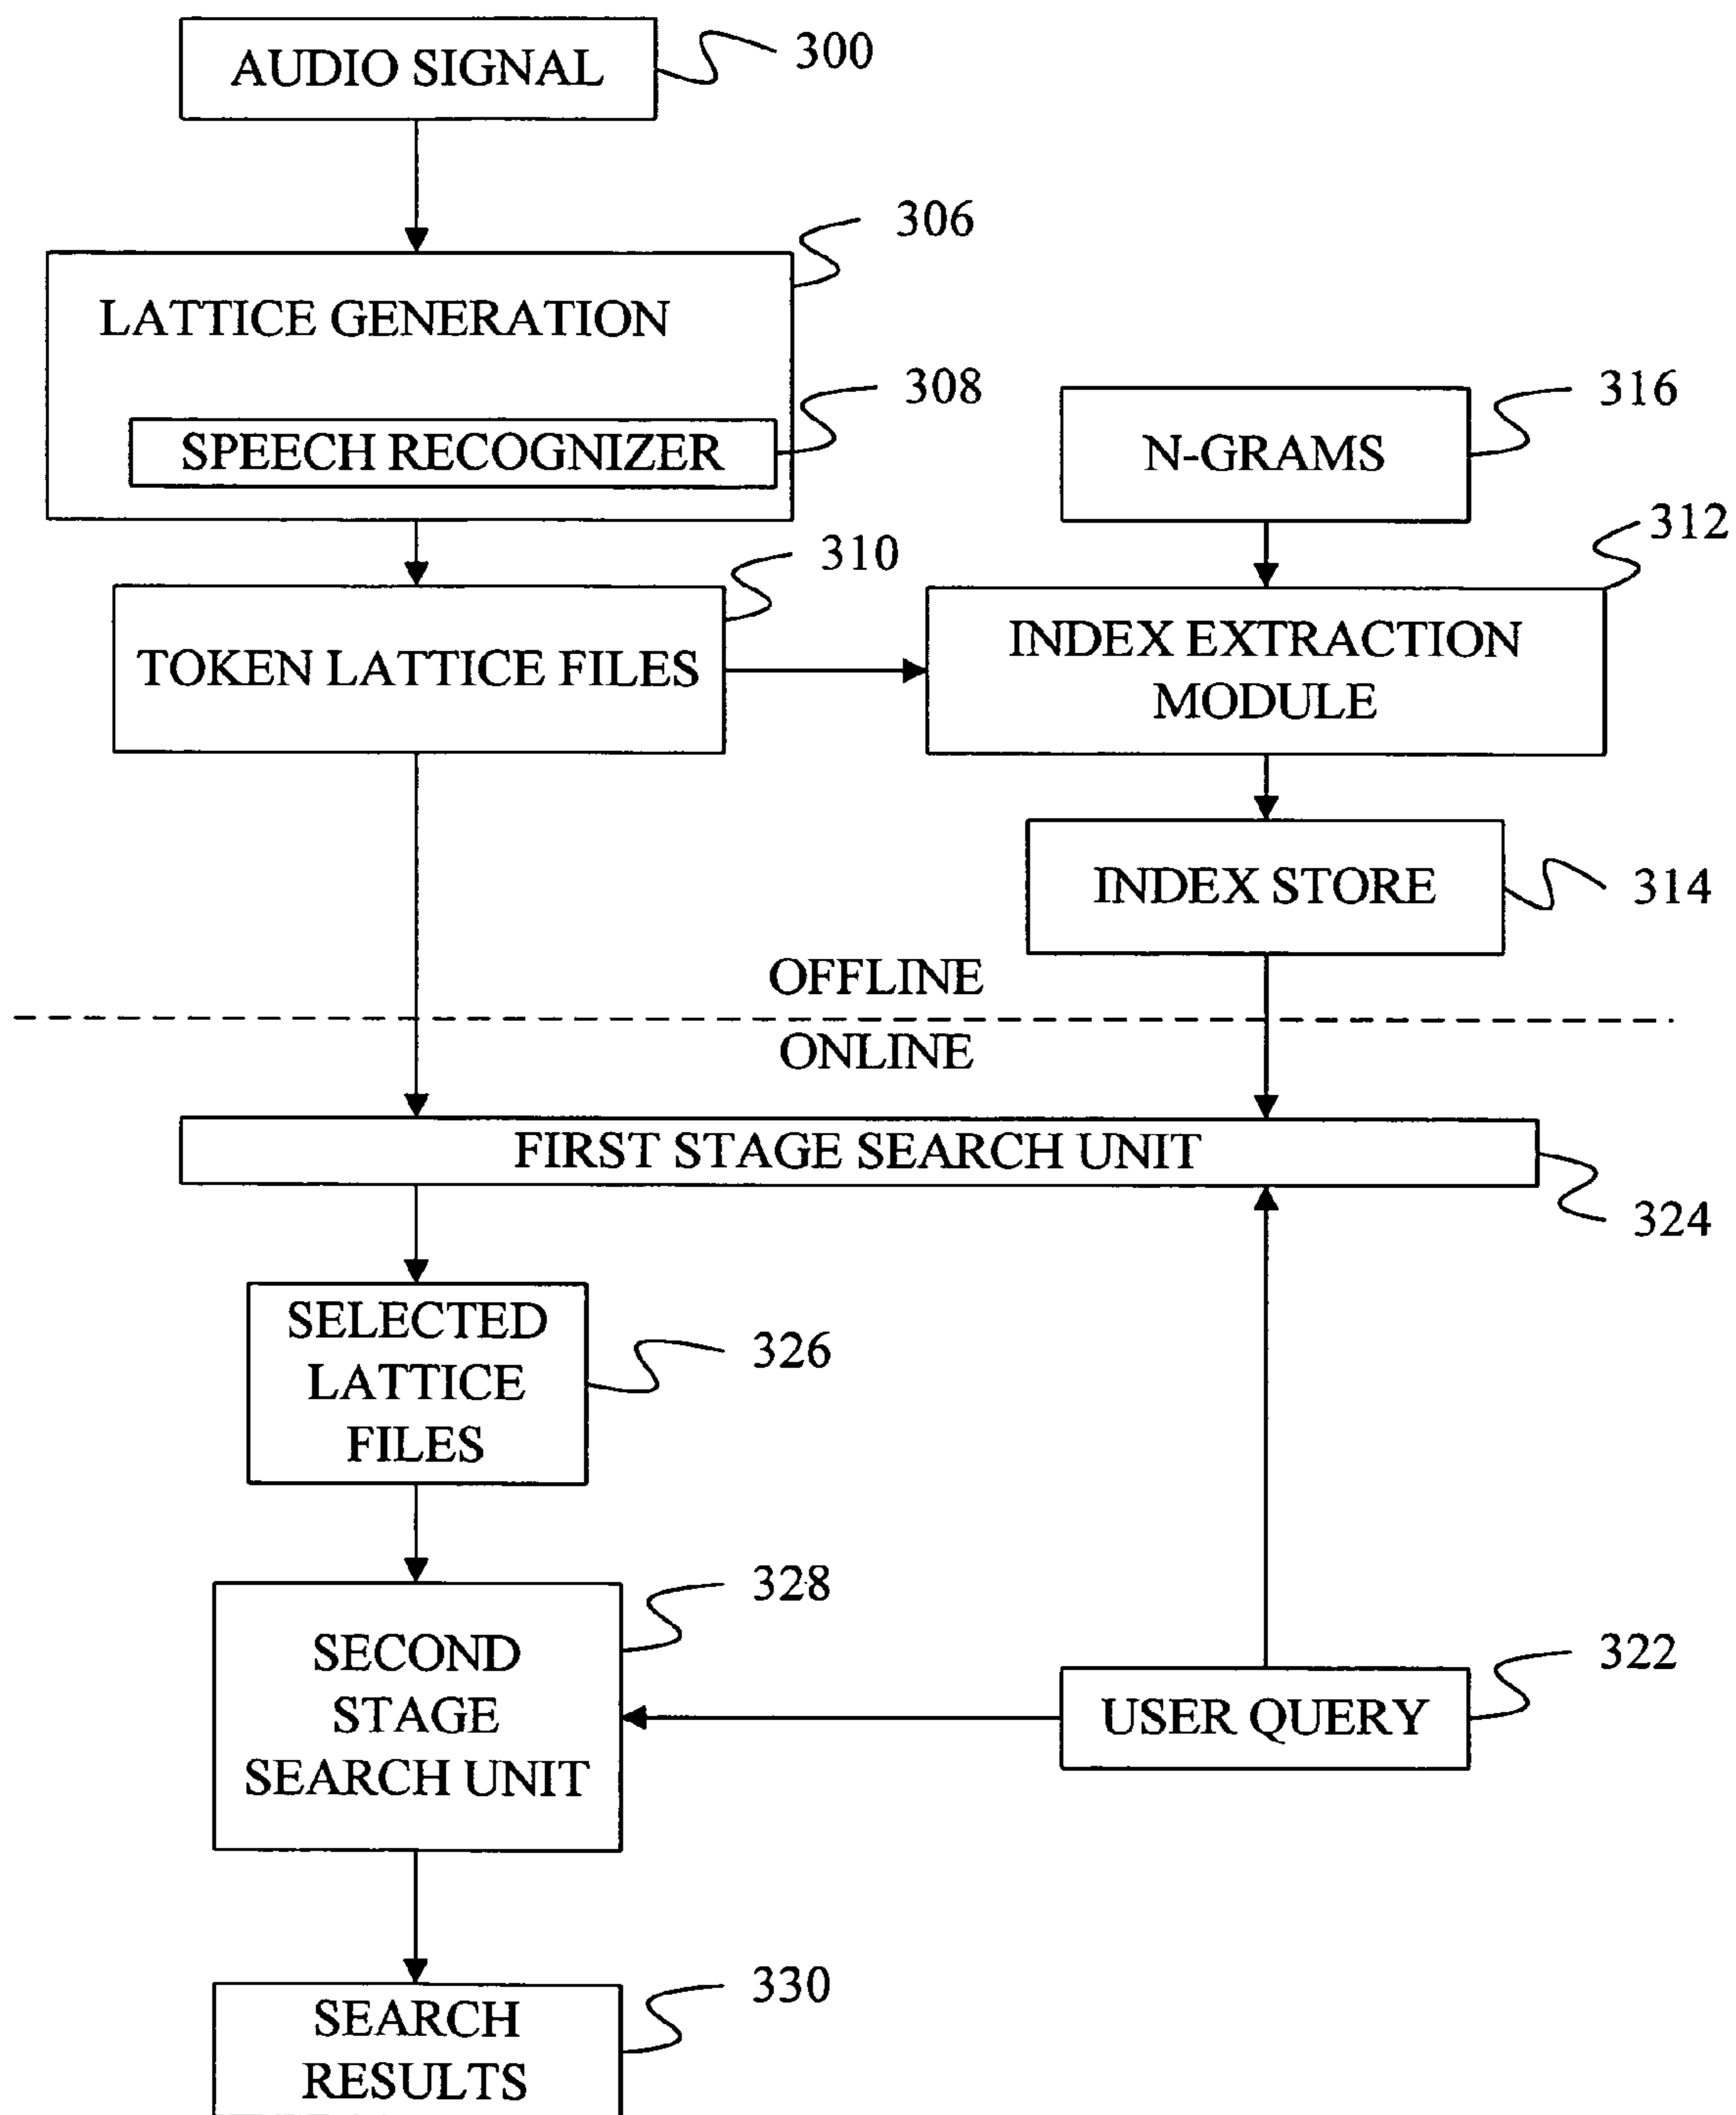 AUDIO SIGNAL
300
306
LATTICE GENERATION
308
SPEECH RECOGNIZER
316
N-GRAMS
312
310
TOKEN LATTICE FILES
INDEX EXTRACTION
MODULE
INDEX STORE
314
OFFLINE
ONLINE
FIRST STAGE SEARCH UNIT
324
SELECTED
LATTICE
FILES
326
328
SECOND
STAGE
SEARCH UNIT
322
USER QUERY
330
SEARCH
RESULTS